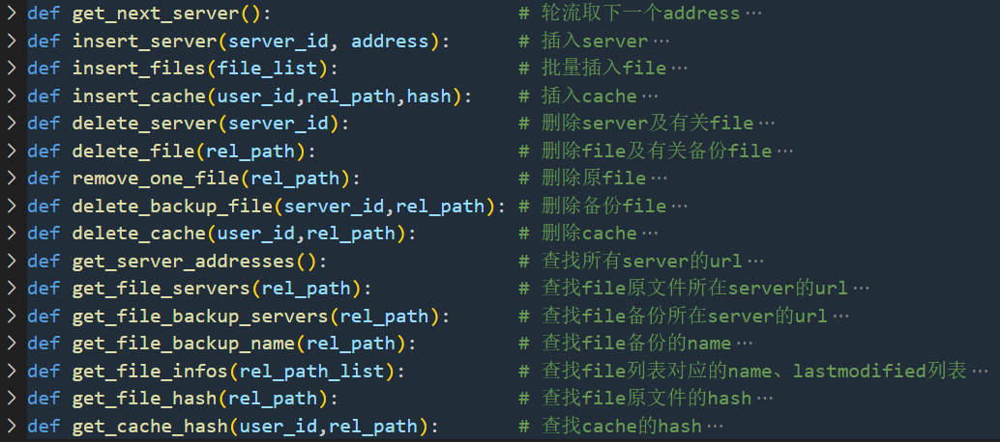 def get_next_server(): # 轮流取下一个address…
def insert_server(server_id, address): # 插入server…
def insert_files(file_list): # 批量插入file…
def insert_cache(user_id,rel_path,hash): # 插入cache…
def delete_server(server_id): # 删除server及有关file…
def delete_file(rel_path): # 删除file及有关备份file…
def remove_one_file(rel_path): # 删除原file…
def delete_backup_file(server_id,rel_path): # 删除备份file…
def delete_cache(user_id,rel_path): # 删除cache…
def get_server_addresses(): # 查找所有server的url…
def get_file_servers(rel_path): # 查找file原文件所在server的url…
def get_file_backup_servers(rel_path): # 查找file备份所在server的url…
def get_file_backup_name(rel_path): # 查找file备份的name…
def get_file_infos(rel_path_list): # 查找file列表对应的name、lastmodified列表…
def get_file_hash(rel_path): # 查找file原文件的hash…
def get_cache_hash(user_id,rel_path): # 查找cache的hash…